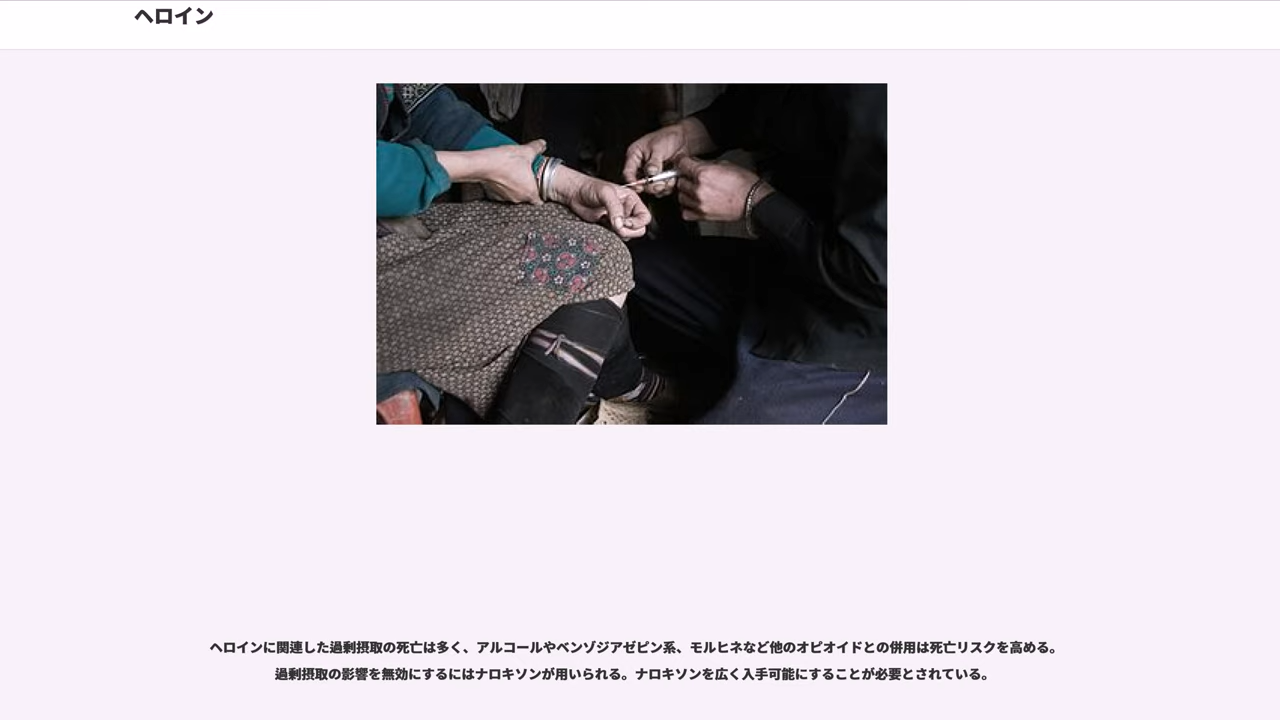 ヘロイン
ヘロインに関連した過剰摂取の死亡は多く、アルコールやベンゾジアゼピン系、モルヒネなど他のオピオイドとの併用は死亡リスクを高める。
過剰摂取の影響を無効にするにはナロキソンが用いられる。ナロキソンを広く入手可能にすることが必要とされている。